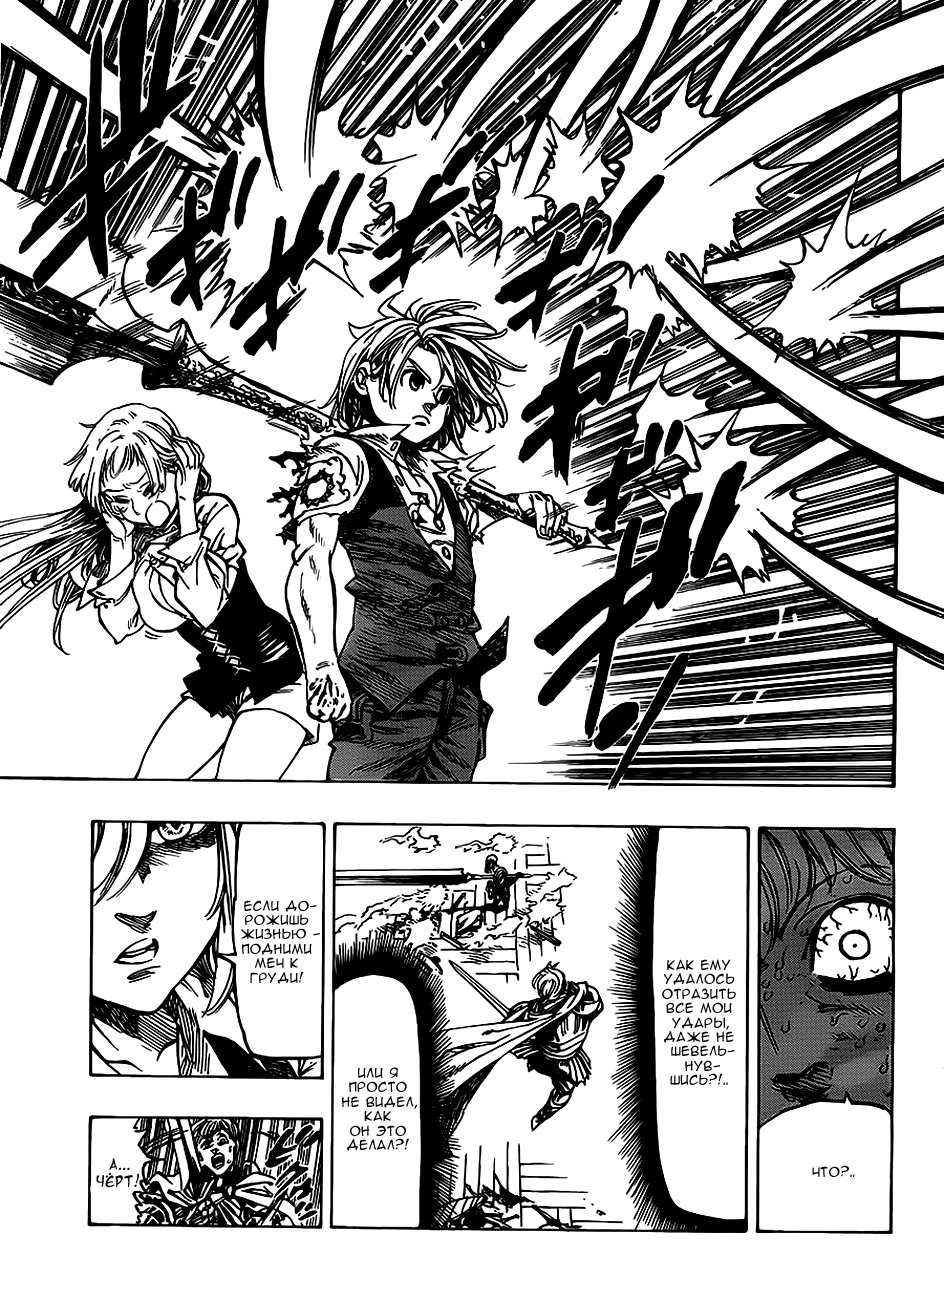 ЧТО?..
КАК ЕМУ
УДАЛОСЬ
ОТРАЗИТЬ
ВСЕ МОИ
УДАРЫ,
ДАЖЕ НЕ
ШЕВЕЛЬ-
НУВ-
ШИСЬ?!..
ИЛИ Я
ПРОСТО
НЕ ВИДЕЛ,
КАК
ОН ЭТО
ДЕЛАЛ?!
ЕСЛИ ДО-
РОЖИШЬ
ЖИЗНЬЮ -
ПОДНИМИ
МЕЧ К
ГРУДИ!
А...
ЧЁРТ!